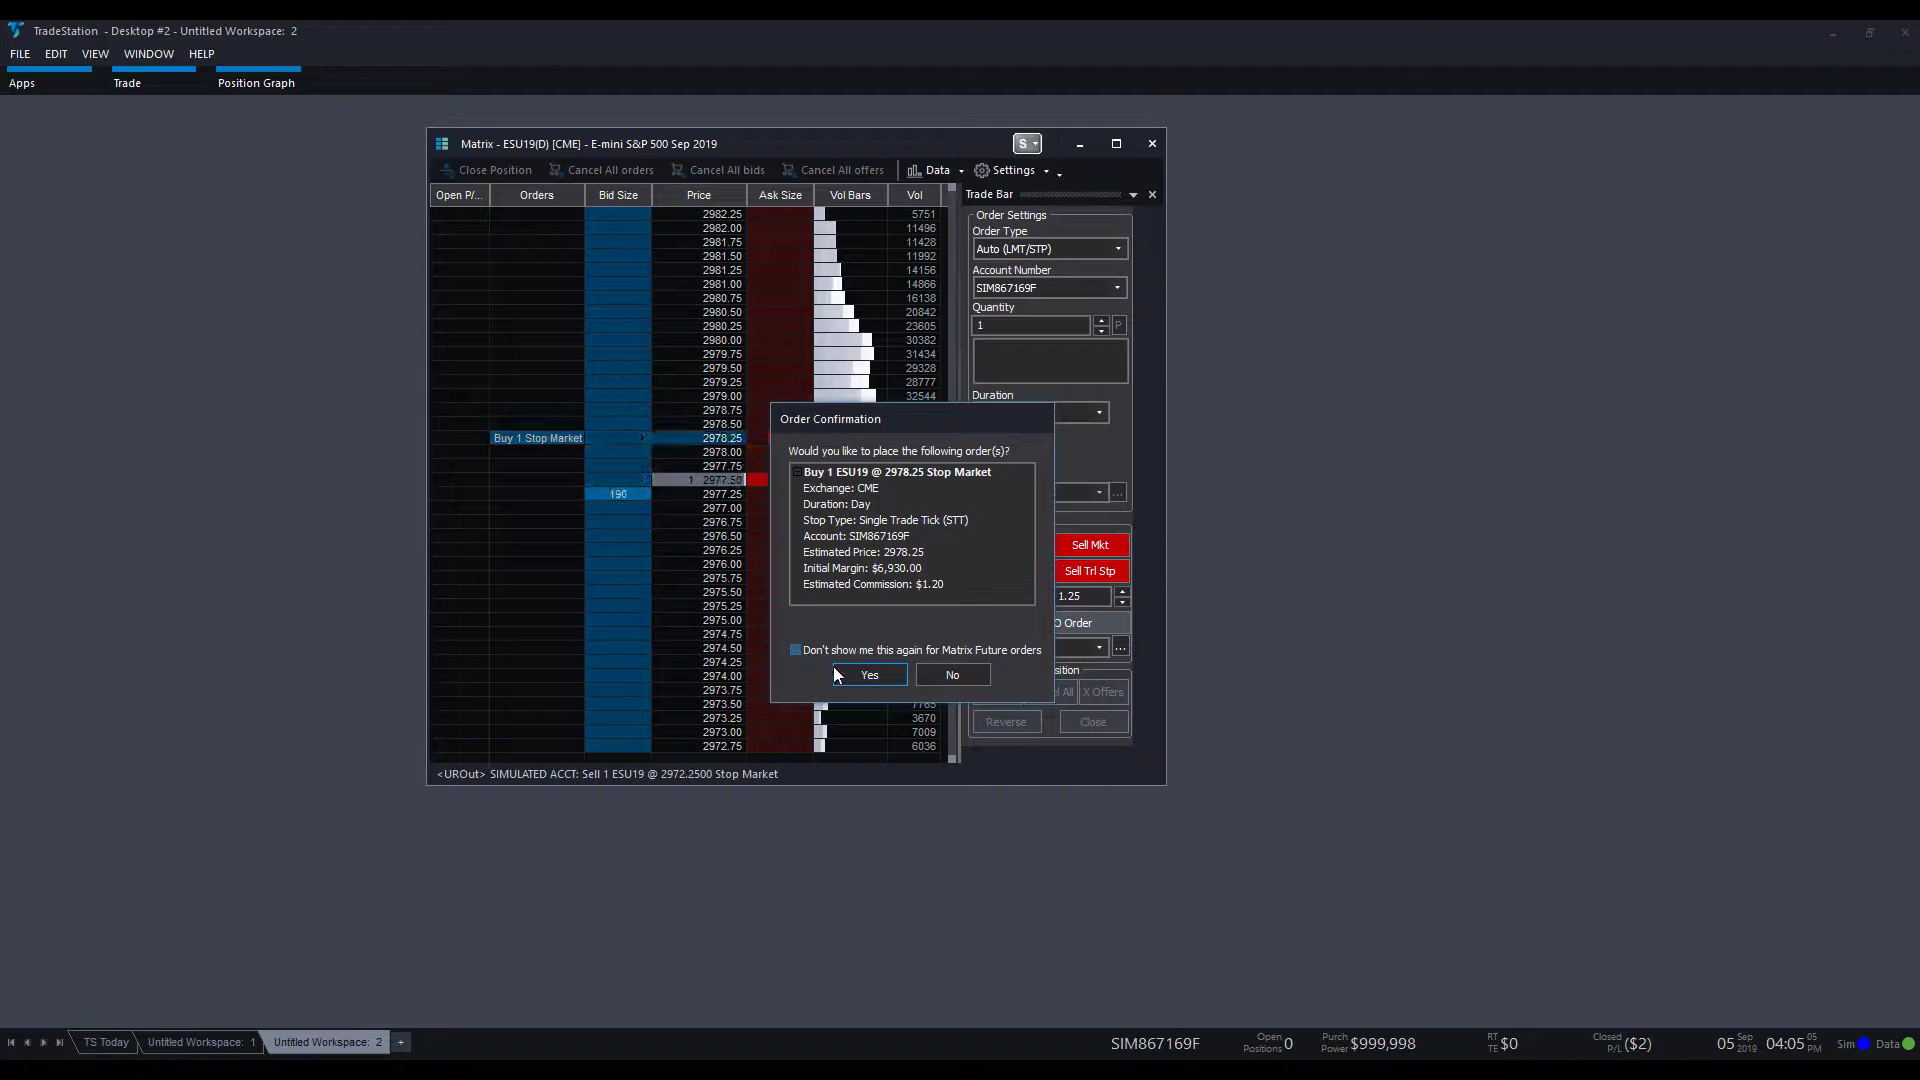 TradeStation - Desktop #2 - Untitled Workspace: 2
FILE EDIT VIEW WINDOW HELP
Apps Trade Position Graph
Matrix - ESU19(D) [CME] - E-mini S&P 500 Sep 2019
S
Close Position Cancel All orders Cancel All bids Cancel All offers Data Settings
Open P/... Orders Bid Size Price Ask Size Vol Bars Vol
2982.25 5751
2982.00 11496
2981.75 11428
2981.50 11992
2981.25 14156
2981.00 14866
2980.75 16138
2980.50 20842
2980.25 23605
2980.00 30382
2979.75 31434
2979.50 29328
2979.25 28777
2979.00 32544
2978.75
2978.50
Buy 1 Stop Market 2978.25
2978.00
2977.75
1 2977.50
190 2977.25
2977.00
2976.75
2976.50
2976.25
2976.00
2975.75
2975.50
2975.25
2975.00
2974.75
2974.50
2974.25
2974.00
2973.75
2973.50 7765
2973.25 3670
2973.00 7009
2972.75 6036
Trade Bar
Order Settings
Order Type
Auto (LMT/STP)
Account Number
SIM867169F
Quantity
1
P
Duration
...
Sell Mkt
Sell Trl Stp
1.25
O Order
...
sition
el All X Offers
Reverse Close
Order Confirmation
Would you like to place the following order(s)?
Buy 1 ESU19 @ 2978.25 Stop Market
Exchange: CME
Duration: Day
Stop Type: Single Trade Tick (STT)
Account: SIM867169F
Estimated Price: 2978.25
Initial Margin: $6,930.00
Estimated Commission: $1.20
Don't show me this again for Matrix Future orders
Yes No
<UROut> SIMULATED ACCT: Sell 1 ESU19 @ 2972.2500 Stop Market
TS Today Untitled Workspace: 1 Untitled Workspace: 2 +
SIM867169F Open Positions 0 Purch Power $999,998 RT TE $0 Closed P/L ($2) 05 Sep 2019 04:05 05 PM Sim Data